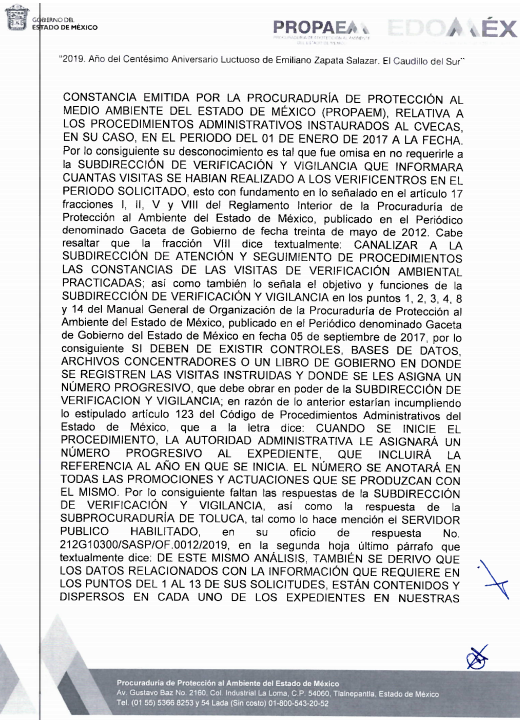 GOBIERNO DEL
ESTADO DE MÉXICO
PROPAEM
EDOMÉX
"2019. Año del Centésimo Aniversario Luctuoso de Emiliano Zapata Salazar. El Caudillo del Sur"
CONSTANCIA EMITIDA POR LA PROCURADURÍA DE PROTECCIÓN AL
MEDIO AMBIENTE DEL ESTADO DE MÉXICO (PROPAEM), RELATIVA A
LOS PROCEDIMIENTOS ADMINISTRATIVOS INSTAURADOS AL CVECAS,
EN SU CASO, EN EL PERIODO DEL 01 DE ENERO DE 2017 A LA FECHA.
Por lo consiguiente su desconocimiento es tal que fue omisa en no requerirle a
la SUBDIRECCIÓN DE VERIFICACIÓN Y VIGILANCIA QUE INFORMARA
CUANTAS VISITAS SE HABIAN REALIZADO A LOS VERIFICENTROS EN EL
PERIODO SOLICITADO, esto con fundamento en lo señalado en el artículo 17
fracciones I, II, V y VIII del Reglamento Interior de la Procuraduría de
Protección al Ambiente del Estado de México, publicado en el Periódico
denominado Gaceta de Gobierno de fecha treinta de mayo de 2012. Cabe
resaltar que la fracción VIII dice textualmente: CANALIZAR A LA
SUBDIRECCIÓN DE ATENCIÓN Y SEGUIMIENTO DE PROCEDIMIENTOS
LAS CONSTANCIAS DE LAS VISITAS DE VERIFICACIÓN AMBIENTAL
PRACTICADAS; así como también lo señala el objetivo y funciones de la
SUBDIRECCIÓN DE VERIFICACIÓN Y VIGILANCIA en los puntos 1, 2, 3, 4, 8
y 14 del Manual General de Organización de la Procuraduría de Protección al
Ambiente del Estado de México, publicado en el Periódico denominado Gaceta
de Gobierno del Estado de México en fecha 05 de septiembre de 2017, por lo
consiguiente SI DEBEN DE EXISTIR CONTROLES, BASES DE DATOS,
ARCHIVOS CONCENTRADORES O UN LIBRO DE GOBIERNO EN DONDE
SE REGISTREN LAS VISITAS INSTRUIDAS Y DONDE SE LES ASIGNA UN
NÚMERO PROGRESIVO, que debe obrar en poder de la SUBDIRECCIÓN DE
VERIFICACION Y VIGILANCIA; en razón de lo anterior estarían incumpliendo
lo estipulado artículo 123 del Código de Procedimientos Administrativos del
Estado de México, que a la letra dice: CUANDO SE INICIE EL
PROCEDIMIENTO, LA AUTORIDAD ADMINISTRATIVA LE ASIGNARÁ UN
NÚMERO PROGRESIVO AL EXPEDIENTE, QUE INCLUIRÁ LA
REFERENCIA AL AÑO EN QUE SE INICIA. EL NÚMERO SE ANOTARÁ EN
TODAS LAS PROMOCIONES Y ACTUACIONES QUE SE PRODUZCAN CON
EL MISMO. Por lo consiguiente faltan las respuestas de la SUBDIRECCIÓN
DE VERIFICACIÓN Y VIGILANCIA, así como la respuesta de la
SUBPROCURADURÍA DE TOLUCA, tal como lo hace mención el SERVIDOR
PUBLICO HABILITADO, en su oficio de respuesta No.
212G10300/SASP/OF.0012/2019, en la segunda hoja último párrafo que
textualmente dice: DE ESTE MISMO ANÁLISIS, TAMBIÉN SE DERIVO QUE
LOS DATOS RELACIONADOS CON LA INFORMACIÓN QUE REQUIERE EN
LOS PUNTOS DEL 1 AL 13 DE SUS SOLICITUDES, ESTÁN CONTENIDOS Y
DISPERSOS EN CADA UNO DE LOS EXPEDIENTES EN NUESTRAS
Procuraduría de Protección al Ambiente del Estado de México
Av. Gustavo Baz No. 2160, Col. Industrial La Loma, C.P. 54060, Tlalnepantla, Estado de México
Tel. (01 55) 5366 8253 y 54 Lada (Sin costo) 01-800-543-20-52